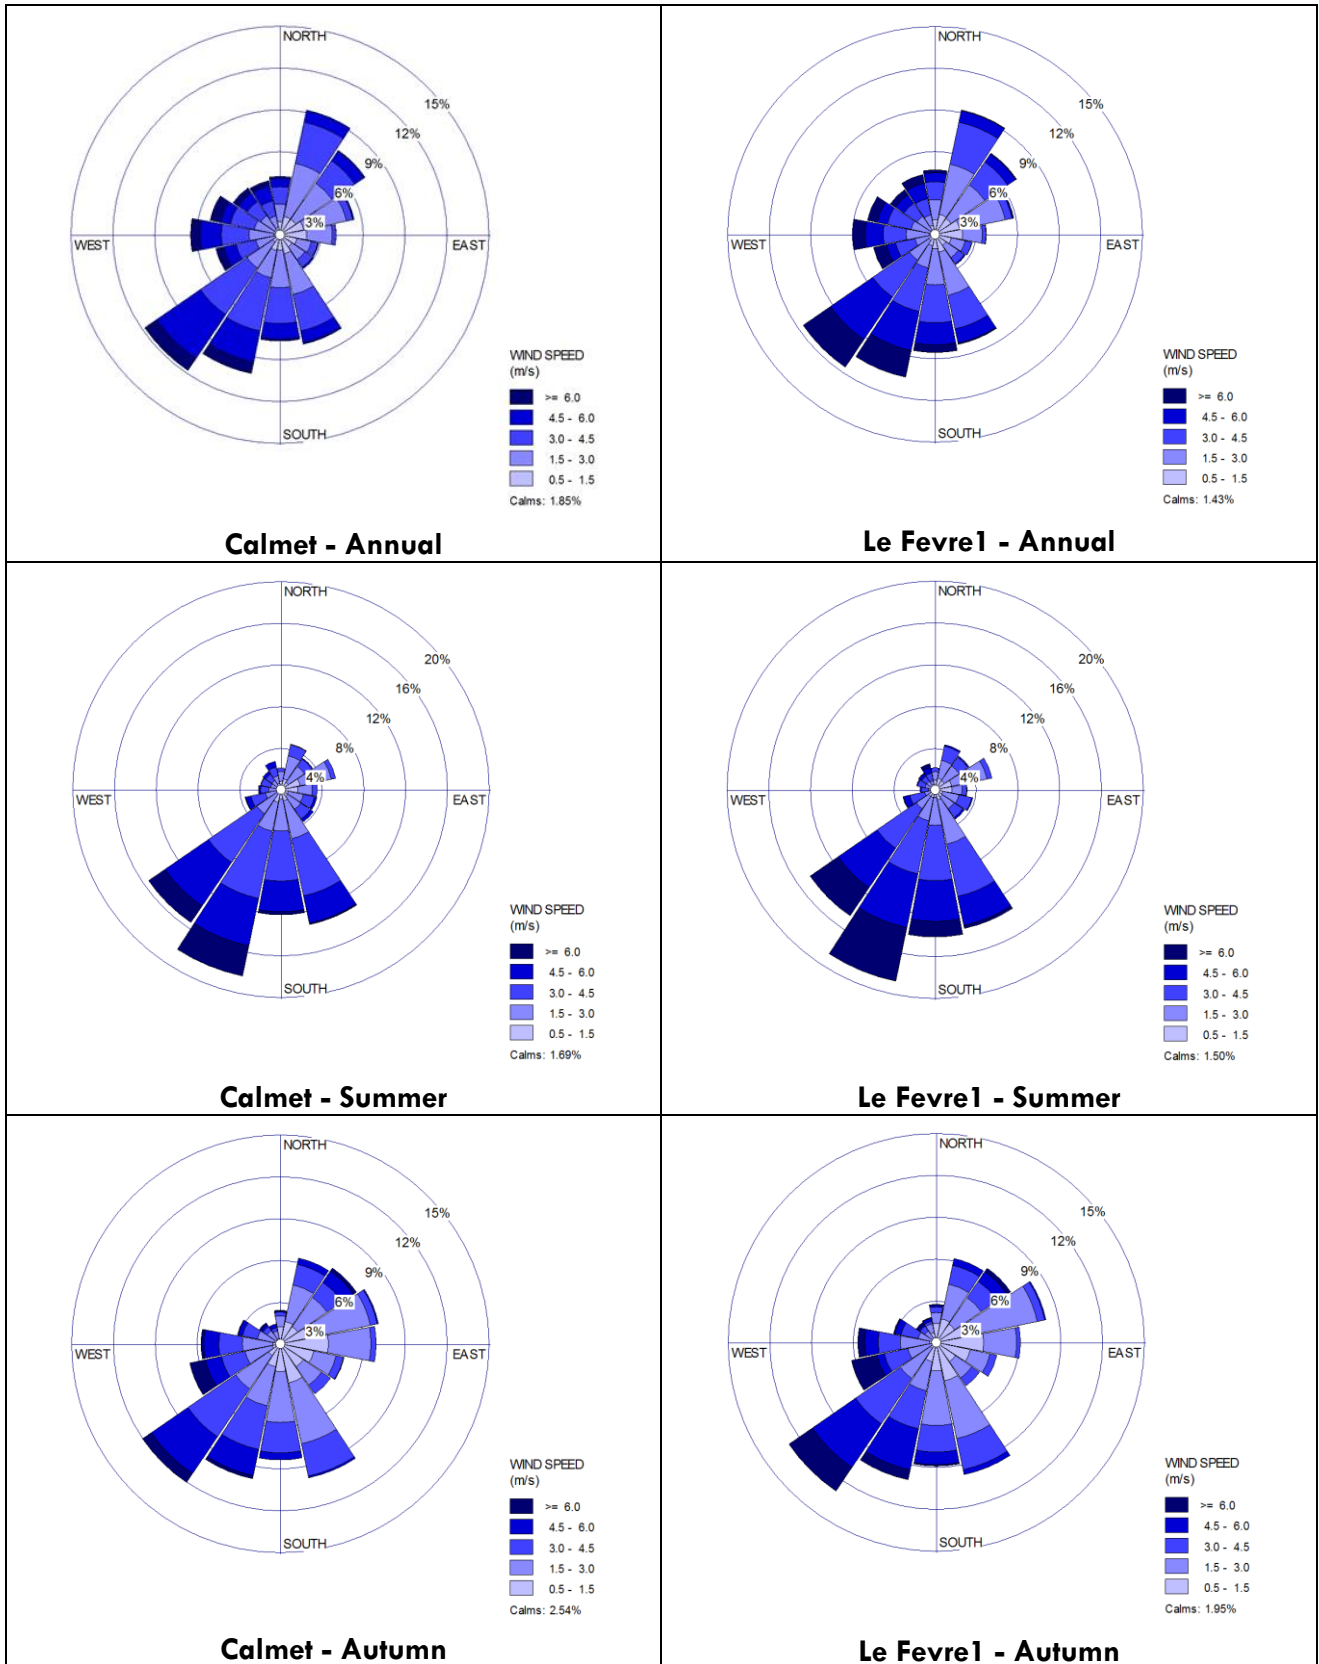 NORTH
15%
12%
9%
6%
3%
WEST
EAST
SOUTH
WIND SPEED
(m/s)
>= 6.0
4.5 - 6.0
3.0 - 4.5
1.5 - 3.0
0.5 - 1.5
Calms: 1.85%
Calmet - Annual
NORTH
15%
12%
9%
6%
3%
WEST
EAST
SOUTH
WIND SPEED
(m/s)
>= 6.0
4.5 - 6.0
3.0 - 4.5
1.5 - 3.0
0.5 - 1.5
Calms: 1.43%
Le Fevre1 - Annual
NORTH
20%
16%
12%
8%
4%
WEST
EAST
SOUTH
WIND SPEED
(m/s)
>= 6.0
4.5 - 6.0
3.0 - 4.5
1.5 - 3.0
0.5 - 1.5
Calms: 1.69%
Calmet - Summer
NORTH
20%
16%
12%
8%
4%
WEST
EAST
SOUTH
WIND SPEED
(m/s)
>= 6.0
4.5 - 6.0
3.0 - 4.5
1.5 - 3.0
0.5 - 1.5
Calms: 1.50%
Le Fevre1 - Summer
NORTH
15%
12%
9%
6%
3%
WEST
EAST
SOUTH
WIND SPEED
(m/s)
>= 6.0
4.5 - 6.0
3.0 - 4.5
1.5 - 3.0
0.5 - 1.5
Calms: 2.54%
Calmet - Autumn
NORTH
15%
12%
9%
6%
3%
WEST
EAST
SOUTH
WIND SPEED
(m/s)
>= 6.0
4.5 - 6.0
3.0 - 4.5
1.5 - 3.0
0.5 - 1.5
Calms: 1.95%
Le Fevre1 - Autumn